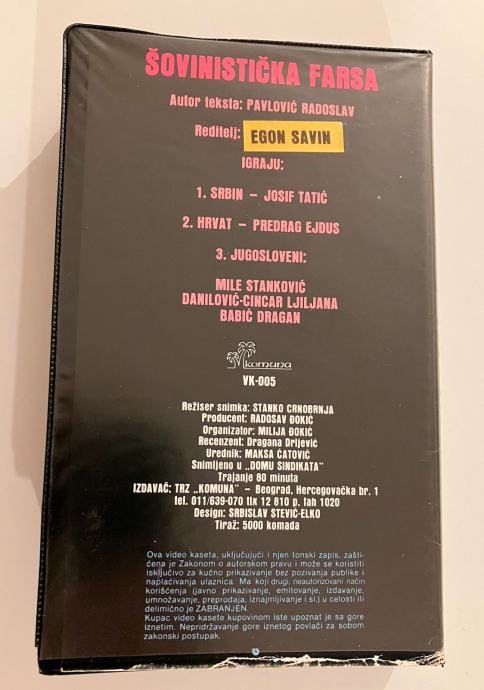 ŠOVINISTIČKA FARSA
Autor teksta: PAVLOVIĆ RADOSLAV
Reditelj: EGON SAVIN
IGRAJU:
1. SRBIN – JOSIF TATIĆ
2. HRVAT – PREDRAG EJDUS
3. JUGOSLOVENI:
MILE STANKOVIĆ
DANILOVIĆ-CINCAR LJILJANA
BABIĆ DRAGAN
komuna
VK-005
Režiser snimka: STANKO CRNOBRNJA
Producent: RADOSAV ĐOKIĆ
Organizator: MILIJA ĐOKIĆ
Recenzent: Dragana Drljević
Urednik: MAKSA ĆATOVIĆ
Snimljeno u „DOMU SINDIKATA"
Trajanje 80 minuta
IZDAVAČ: TRZ „KOMUNA" – Beograd, Hercegovačka br. 1
tel. 011/639-070 tlx 12 810 p. fah 1020
Design: SRBISLAV STEVIĆ-ELKO
Tiraž: 5000 komada
Ova video kaseta, uključujući i njen tonski zapis, zašti-
ćena je Zakonom o autorskom pravu i može se koristiti
isključivo za kućno prikazivanje bez pozivanja publike i
naplaćivanja ulaznica. Ma koji drugi, neautorizovani način
korišćenja (javno prikazivanje, emitovanje, izdavanje,
umnožavanje, preprodaja, iznajmljivanje i sl.) u celosti ili
delimično je ZABRANJEN.
Kupac video kasete kupovinom iste upoznat je sa gore
iznetim. Nepridržavanje gore iznetog povlači za sobom
zakonski postupak.